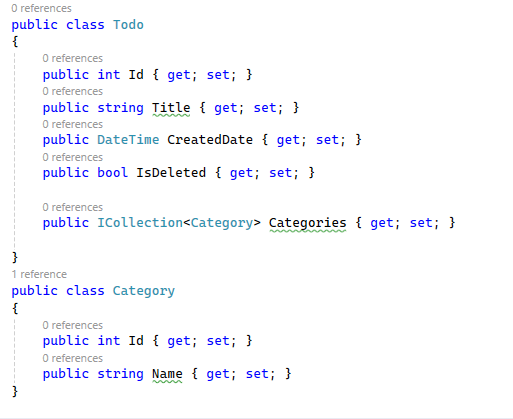 0 references
public class Todo
{
0 references
public int Id { get; set; }
0 references
public string Title { get; set; }
0 references
public DateTime CreatedDate { get; set; }
0 references
public bool IsDeleted { get; set; }
0 references
public ICollection<Category> Categories { get; set; }
}
1 reference
public class Category
{
0 references
public int Id { get; set; }
0 references
public string Name { get; set; }
}